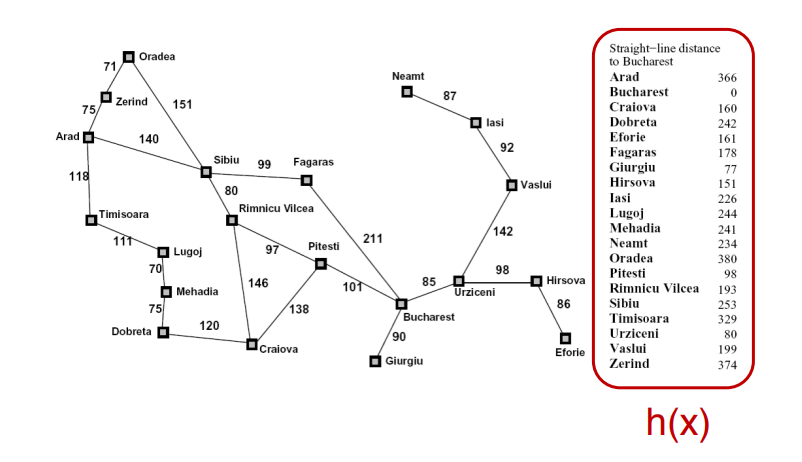 Oradea
71
Neamt
Zerind
87
75
151
Iasi
Arad
140
92
Sibiu
99
Fagaras
118
Vaslui
80
Timisoara
Rimnicu Vilcea
111
211
142
Lugoj
97
Pitesti
70
98
Hirsova
146
101
85
Mehadia
Urziceni
75
138
86
Bucharest
120
Dobreta
90
Craiova
Eforie
Giurgiu
Straight−line distance
to Bucharest
Arad 366
Bucharest 0
Craiova 160
Dobreta 242
Eforie 161
Fagaras 178
Giurgiu 77
Hirsova 151
Iasi 226
Lugoj 244
Mehadia 241
Neamt 234
Oradea 380
Pitesti 98
Rimnicu Vilcea 193
Sibiu 253
Timisoara 329
Urziceni 80
Vaslui 199
Zerind 374
h(x)